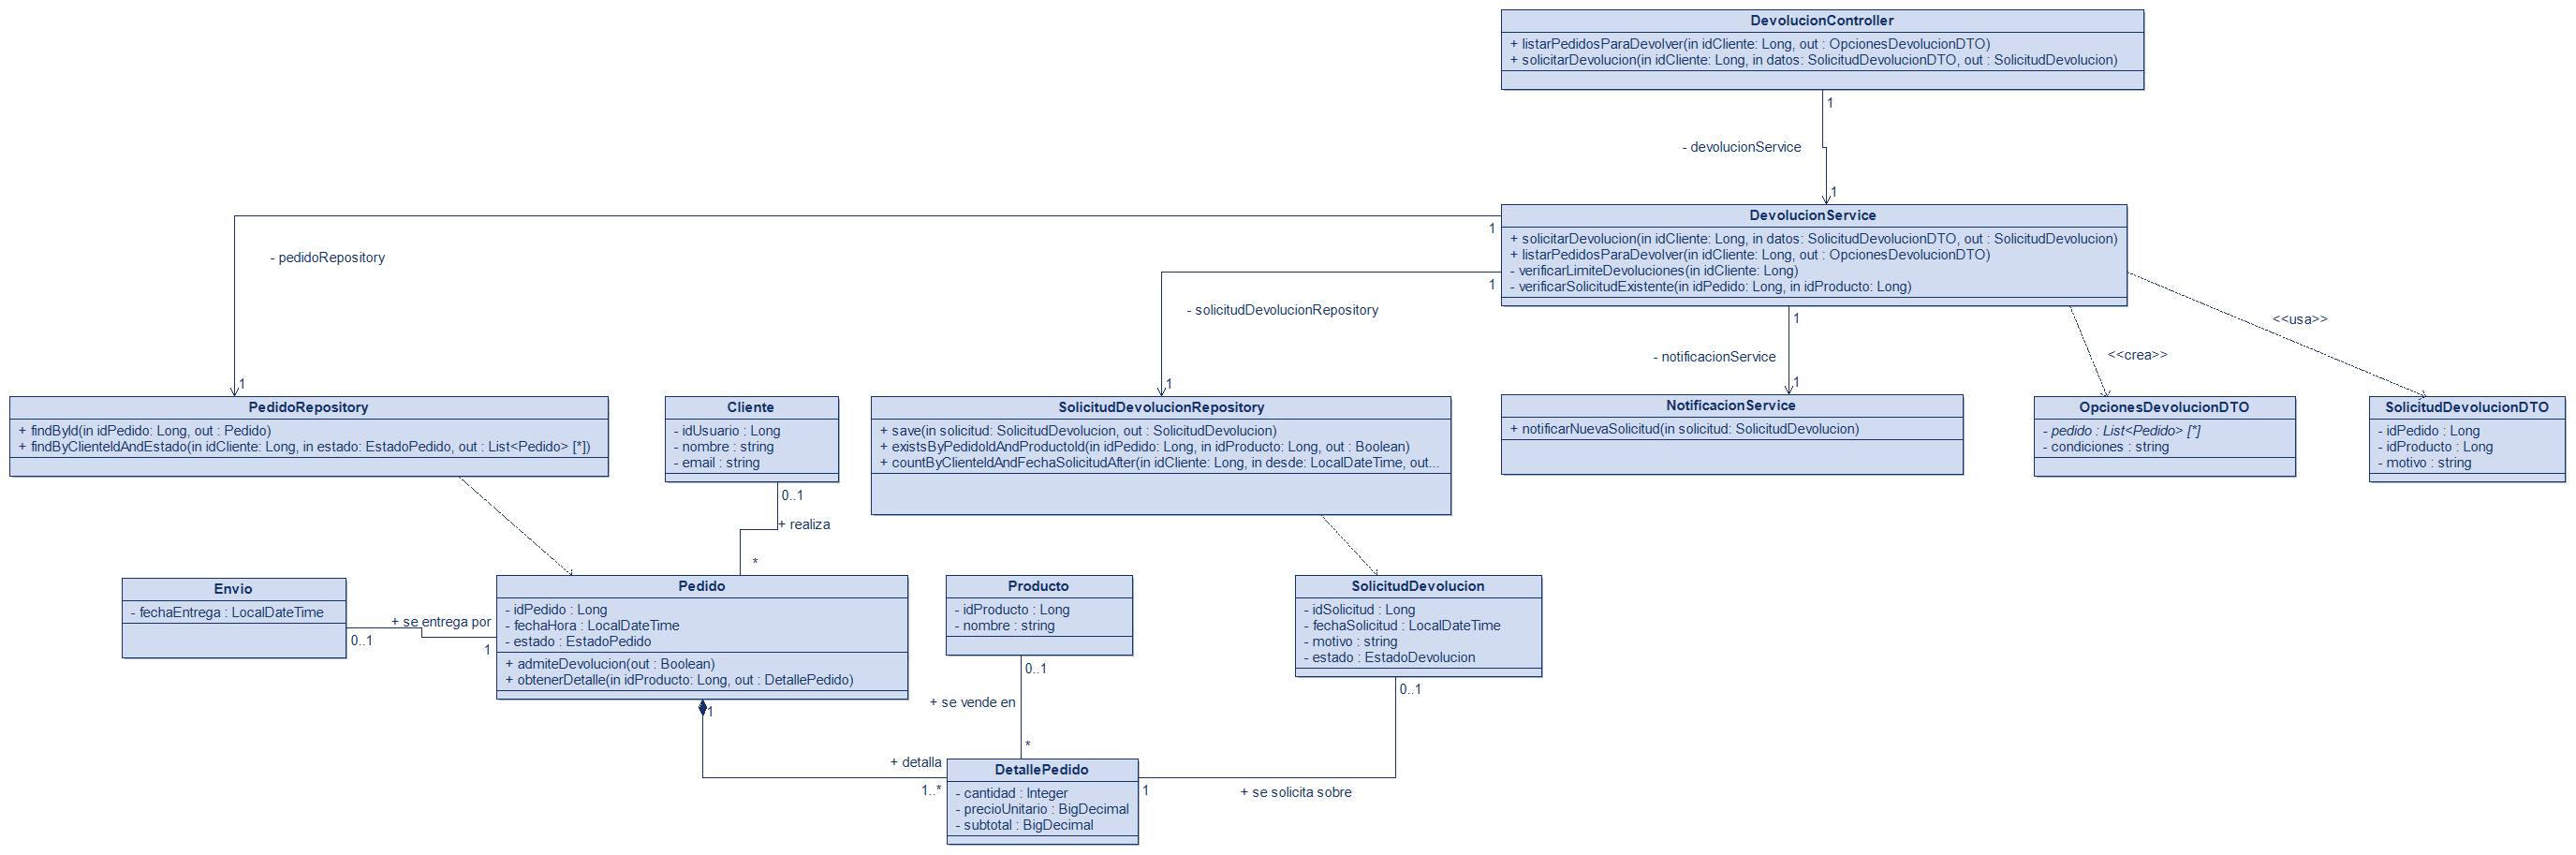 DevolucionController
+ listarPedidosParaDevolver(in idCliente: Long, out : OpcionesDevolucionDTO)
+ solicitarDevolucion(in idCliente: Long, in datos: SolicitudDevolucionDTO, out : SolicitudDevolucion)
1
- devolucionService
1
DevolucionService
+ solicitarDevolucion(in idCliente: Long, in datos: SolicitudDevolucionDTO, out : SolicitudDevolucion)
+ listarPedidosParaDevolver(in idCliente: Long, out : OpcionesDevolucionDTO)
- verificarLimiteDevoluciones(in idCliente: Long)
- verificarSolicitudExistente(in idPedido: Long, in idProducto: Long)
1
- pedidoRepository
1
1
- solicitudDevolucionRepository
1
1
- notificacionService
1
<<crea>>
<<usa>>
PedidoRepository
+ findById(in idPedido: Long, out : Pedido)
+ findByClienteIdAndEstado(in idCliente: Long, in estado: EstadoPedido, out : List<Pedido> [*])
Cliente
- idUsuario : Long
- nombre : string
- email : string
SolicitudDevolucionRepository
+ save(in solicitud: SolicitudDevolucion, out : SolicitudDevolucion)
+ existsByPedidoIdAndProductoId(in idPedido: Long, in idProducto: Long, out : Boolean)
+ countByClienteIdAndFechaSolicitudAfter(in idCliente: Long, in desde: LocalDateTime, out...
NotificacionService
+ notificarNuevaSolicitud(in solicitud: SolicitudDevolucion)
OpcionesDevolucionDTO
- pedido : List<Pedido> [*]
- condiciones : string
SolicitudDevolucionDTO
- idPedido : Long
- idProducto : Long
- motivo : string
0..1
+ realiza
*
Envio
- fechaEntrega : LocalDateTime
+ se entrega por
0..1
1
Pedido
- idPedido : Long
- fechaHora : LocalDateTime
- estado : EstadoPedido
+ admiteDevolucion(out : Boolean)
+ obtenerDetalle(in idProducto: Long, out : DetallePedido)
Producto
- idProducto : Long
- nombre : string
SolicitudDevolucion
- idSolicitud : Long
- fechaSolicitud : LocalDateTime
- motivo : string
- estado : EstadoDevolucion
1
+ detalla
1..*
0..1
+ se vende en
*
0..1
+ se solicita sobre
1
DetallePedido
- cantidad : Integer
- precioUnitario : BigDecimal
- subtotal : BigDecimal